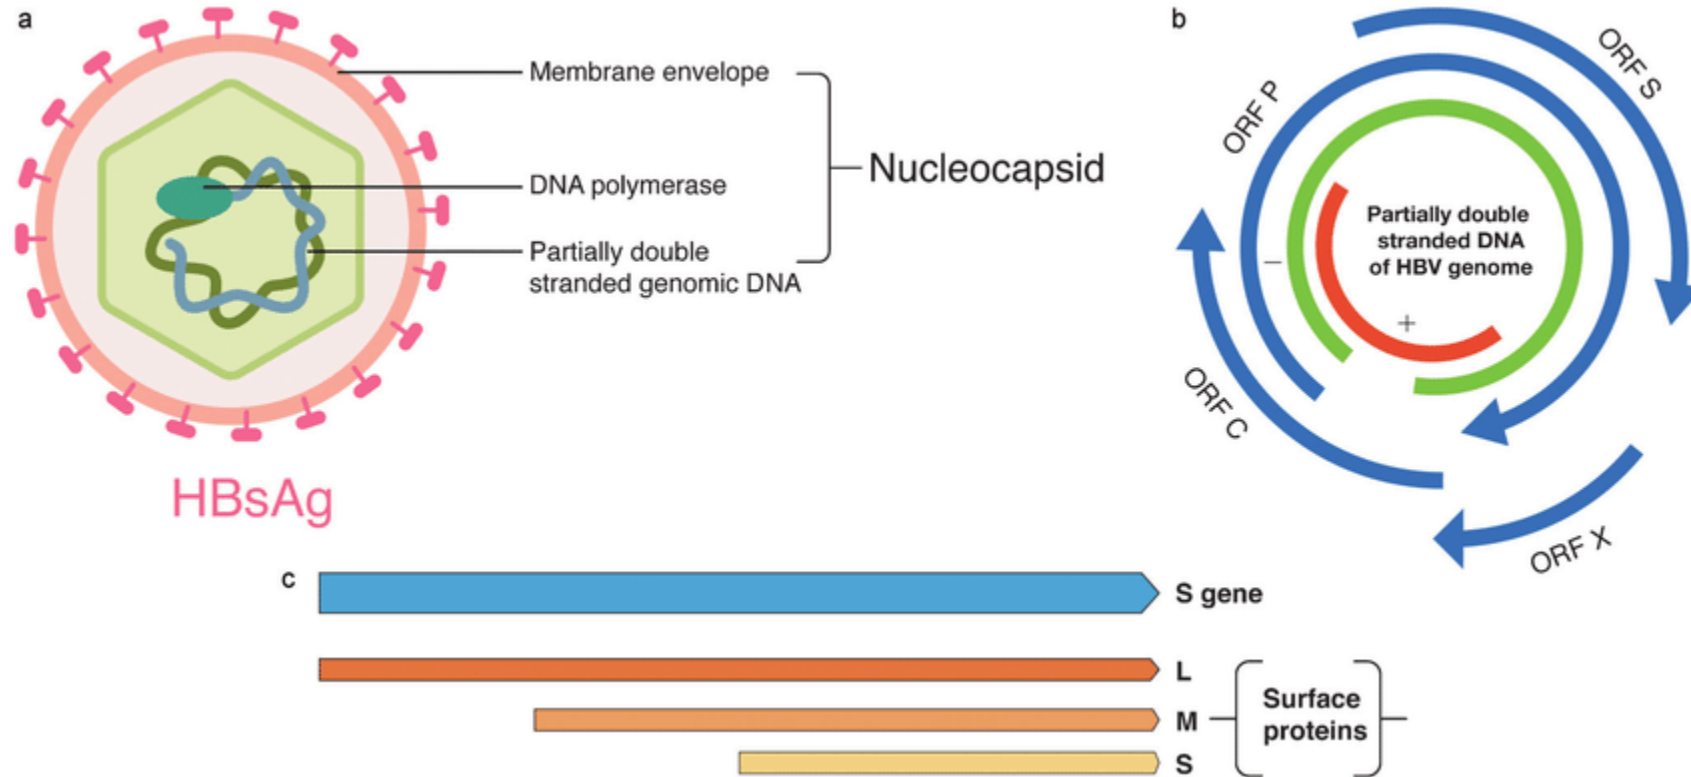 a
Membrane envelope
DNA polymerase
Partially double
stranded genomic DNA
Nucleocapsid
HBsAg
b
ORF S
ORF P
ORF C
ORF X
Partially double
stranded DNA
of HBV genome
−
+
c
S gene
L
M
S
Surface
proteins